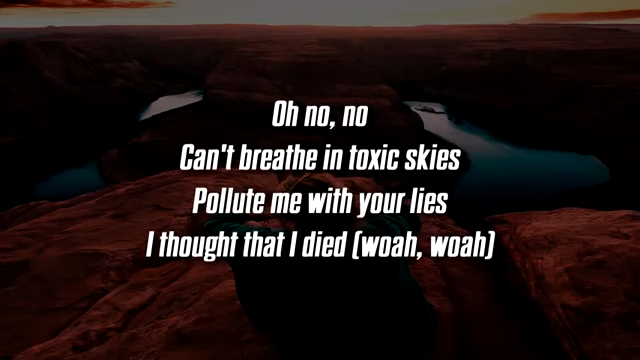 Oh no, no
Can't breathe in toxic skies
Pollute me with your lies
I thought that I died (woah, woah)